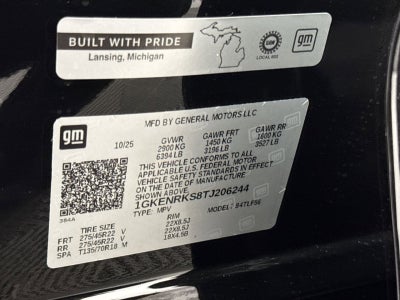 BUILT WITH PRIDE
Lansing, Michigan
UAW
LOCAL 602
gm
gm
MFD BY GENERAL MOTORS LLC
10/25 GVWR GAWR FRT GAWR RR
2900 KG 1450 KG 1600 KG
6394 LB 3196 LB 3527 LB
THIS VEHICLE CONFORMS TO ALL
APPLICABLE U.S. FEDERAL MOTOR
VEHICLE SAFETY STANDARDS IN EFFECT
ON THE DATE OF MANUFACTURE
SHOWN ABOVE.
1GKENRKS8TJ206244
TYPE: MPV
TIRE SIZE RIM
FRT 275/45R22 V 22X8.5J
RR 275/45R22 V 22X8.5J
SPA T135/70R18 M 18X4.5B